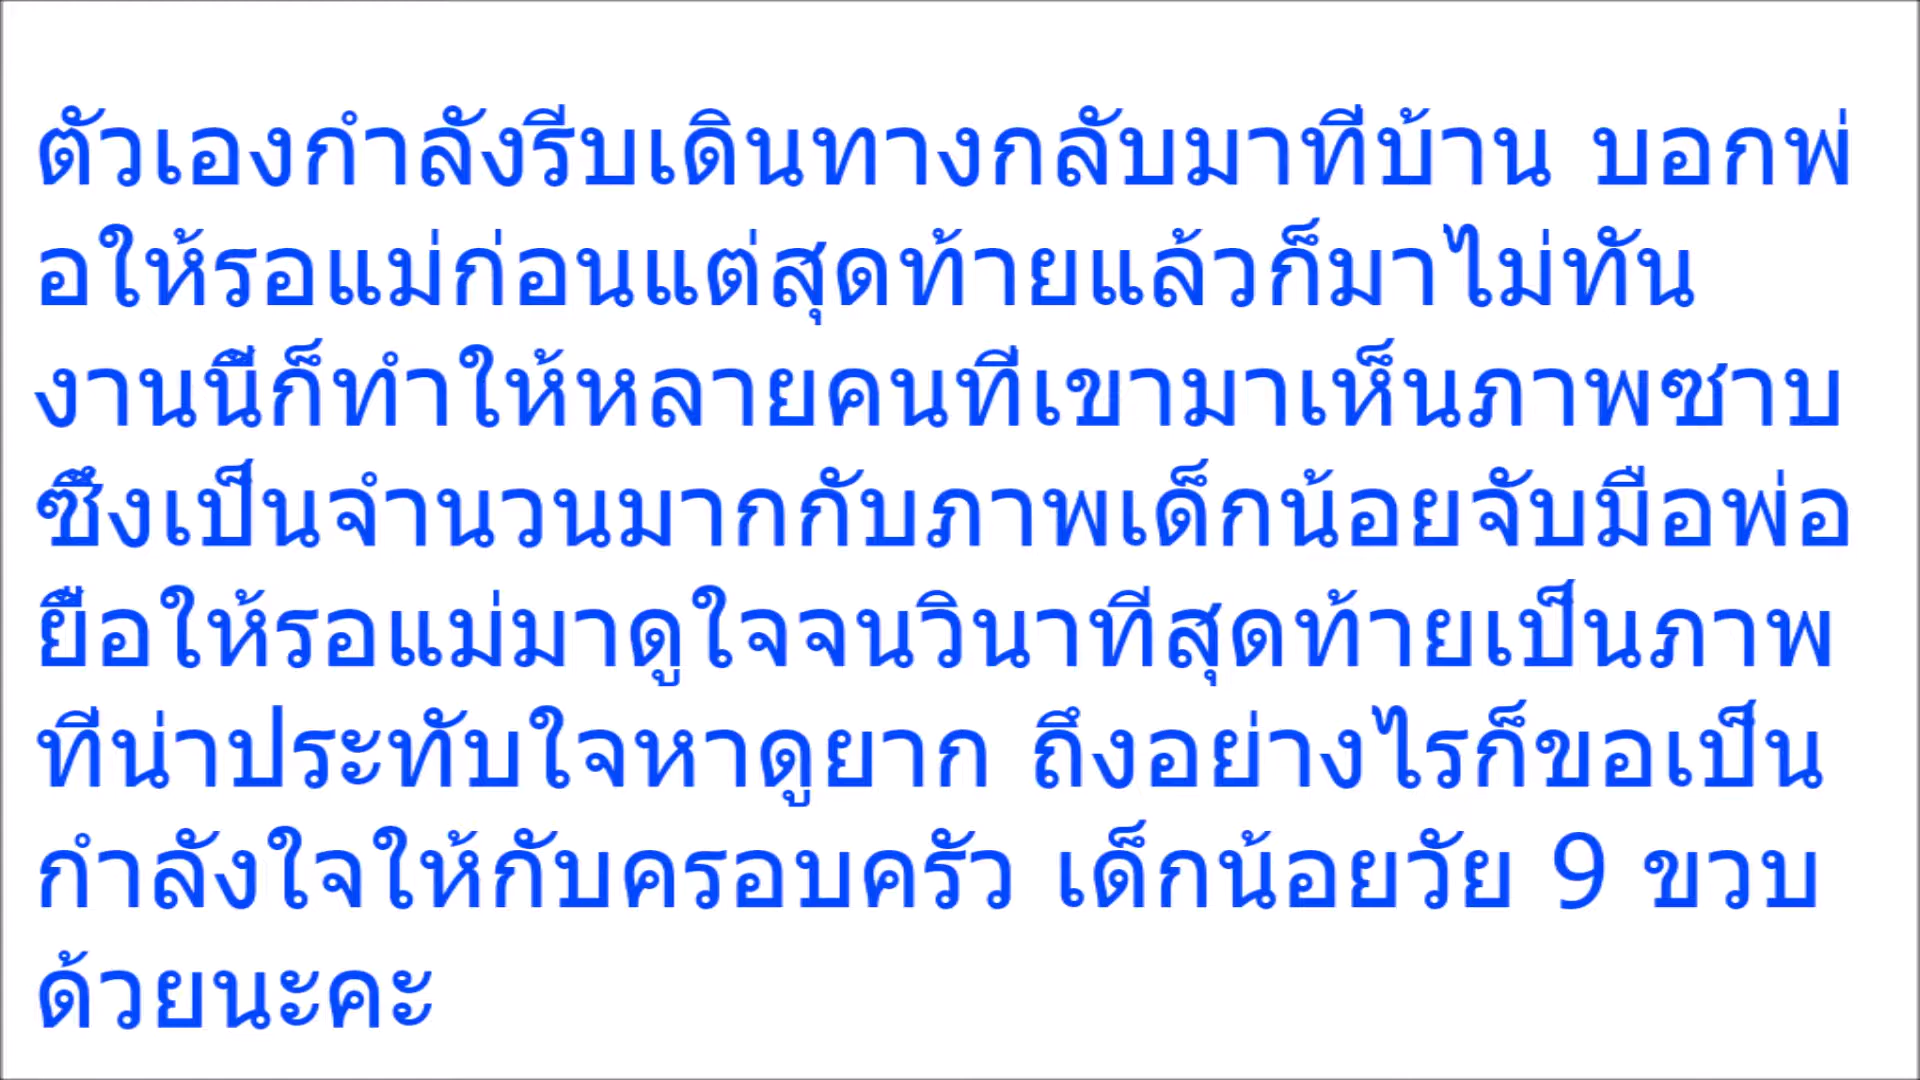 ตัวเองกำลังรีบเดินทางกลับมาที่บ้าน บอกพ่
อให้รอแม่ก่อนแต่สุดท้ายแล้วก็มาไม่ทัน
งานนี้ก็ทำให้หลายคนที่เขามาเห็นภาพซาบ
ซึ้งเป็นจำนวนมากกับภาพเด็กน้อยจับมือพ่อ
ยื้อให้รอแม่มาดูใจจนวินาทีสุดท้ายเป็นภาพ
ที่น่าประทับใจหาดูยาก ถึงอย่างไรก็ขอเป็น
กำลังใจให้กับครอบครัว เด็กน้อยวัย 9 ขวบ
ด้วยนะคะ